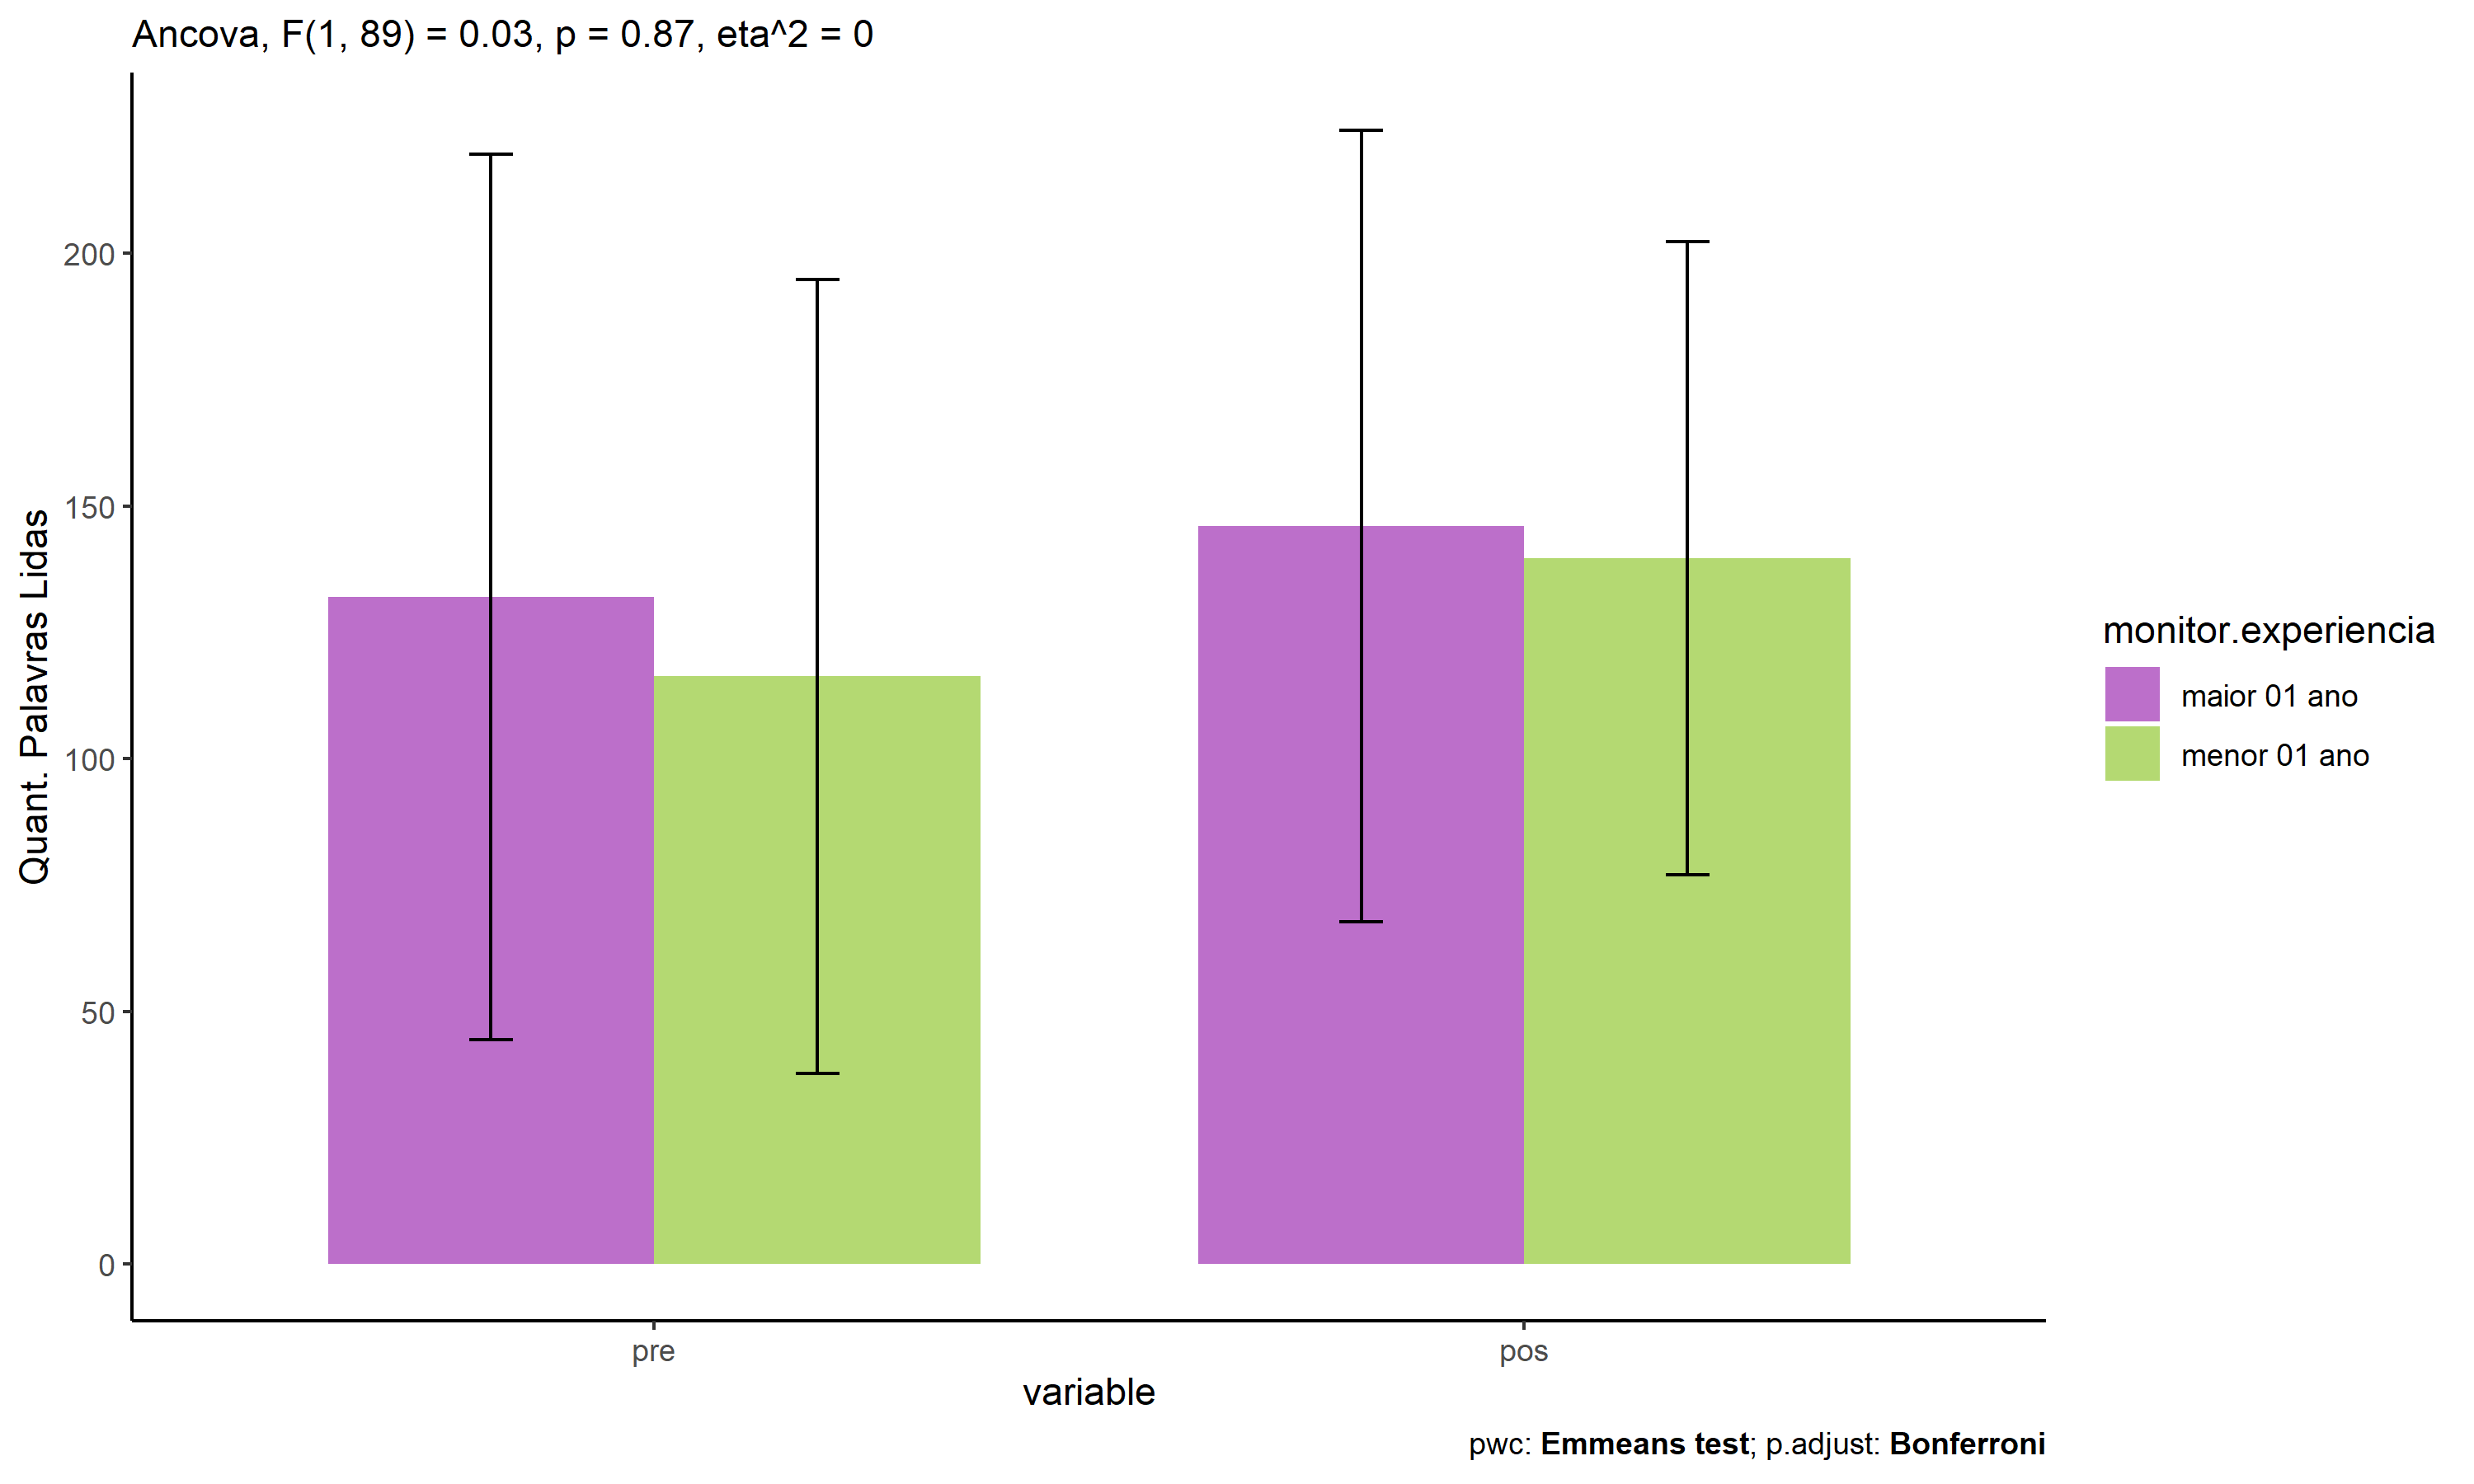 Ancova, F(1, 89) = 0.03, p = 0.87, eta^2 = 0
Quant. Palavras Lidas
200
150
100
50
0
pre
pos
variable
monitor.experiencia
maior 01 ano
menor 01 ano
pwc: Emmeans test; p.adjust: Bonferroni